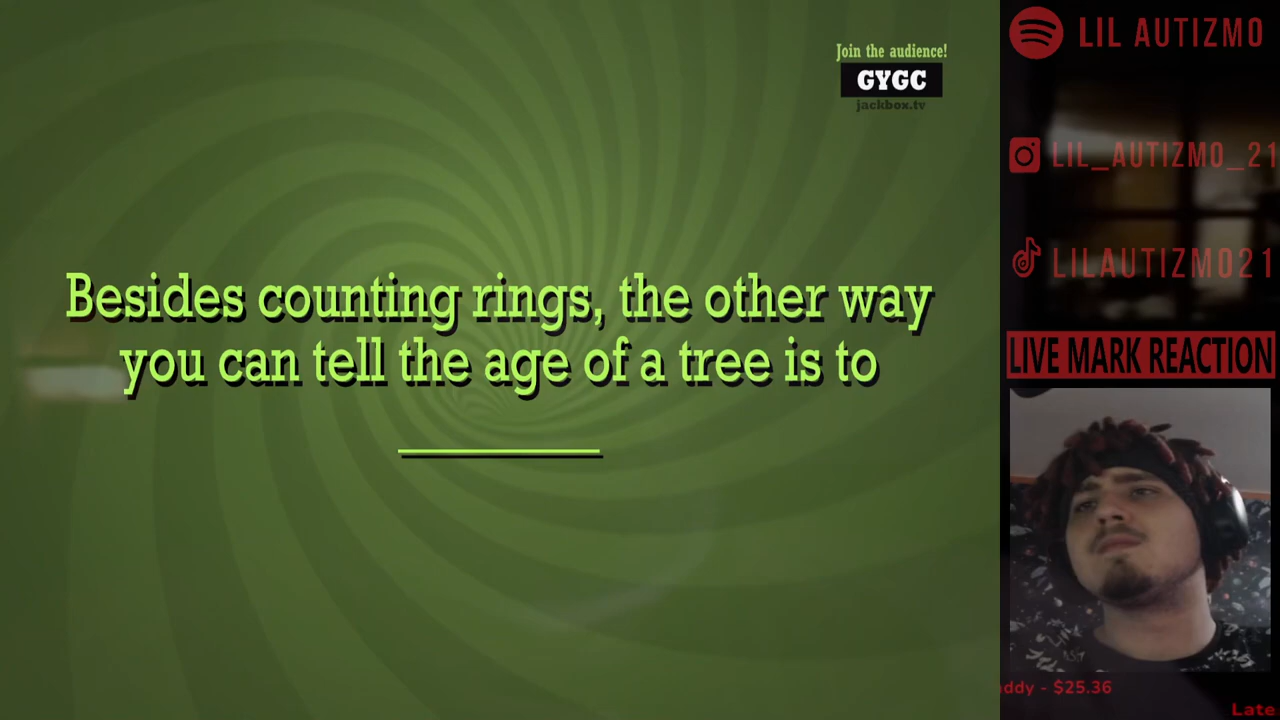 Join the audience!
GYGC
jackbox.tv
Besides counting rings, the other way
you can tell the age of a tree is to
LIL AUTIZMO
LIL_AUTIZMO_21
LILAUTIZMO21
LIVE MARK REACTION
ddy - $25.36
Late